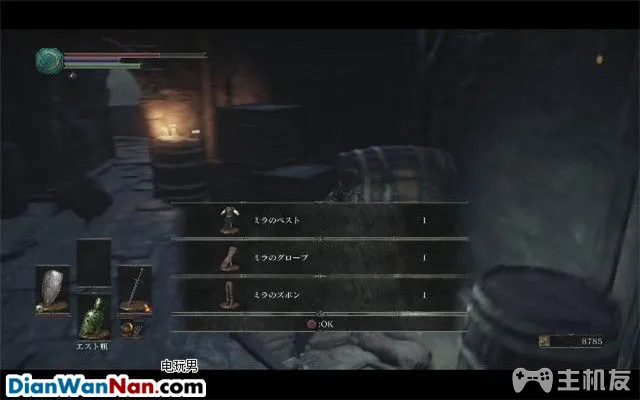 ミラのベスト 1
ミラのグローブ 1
ミラのズボン 1
:OK
エスト瓶
8785
电玩男
DianWanNan.com
主机友